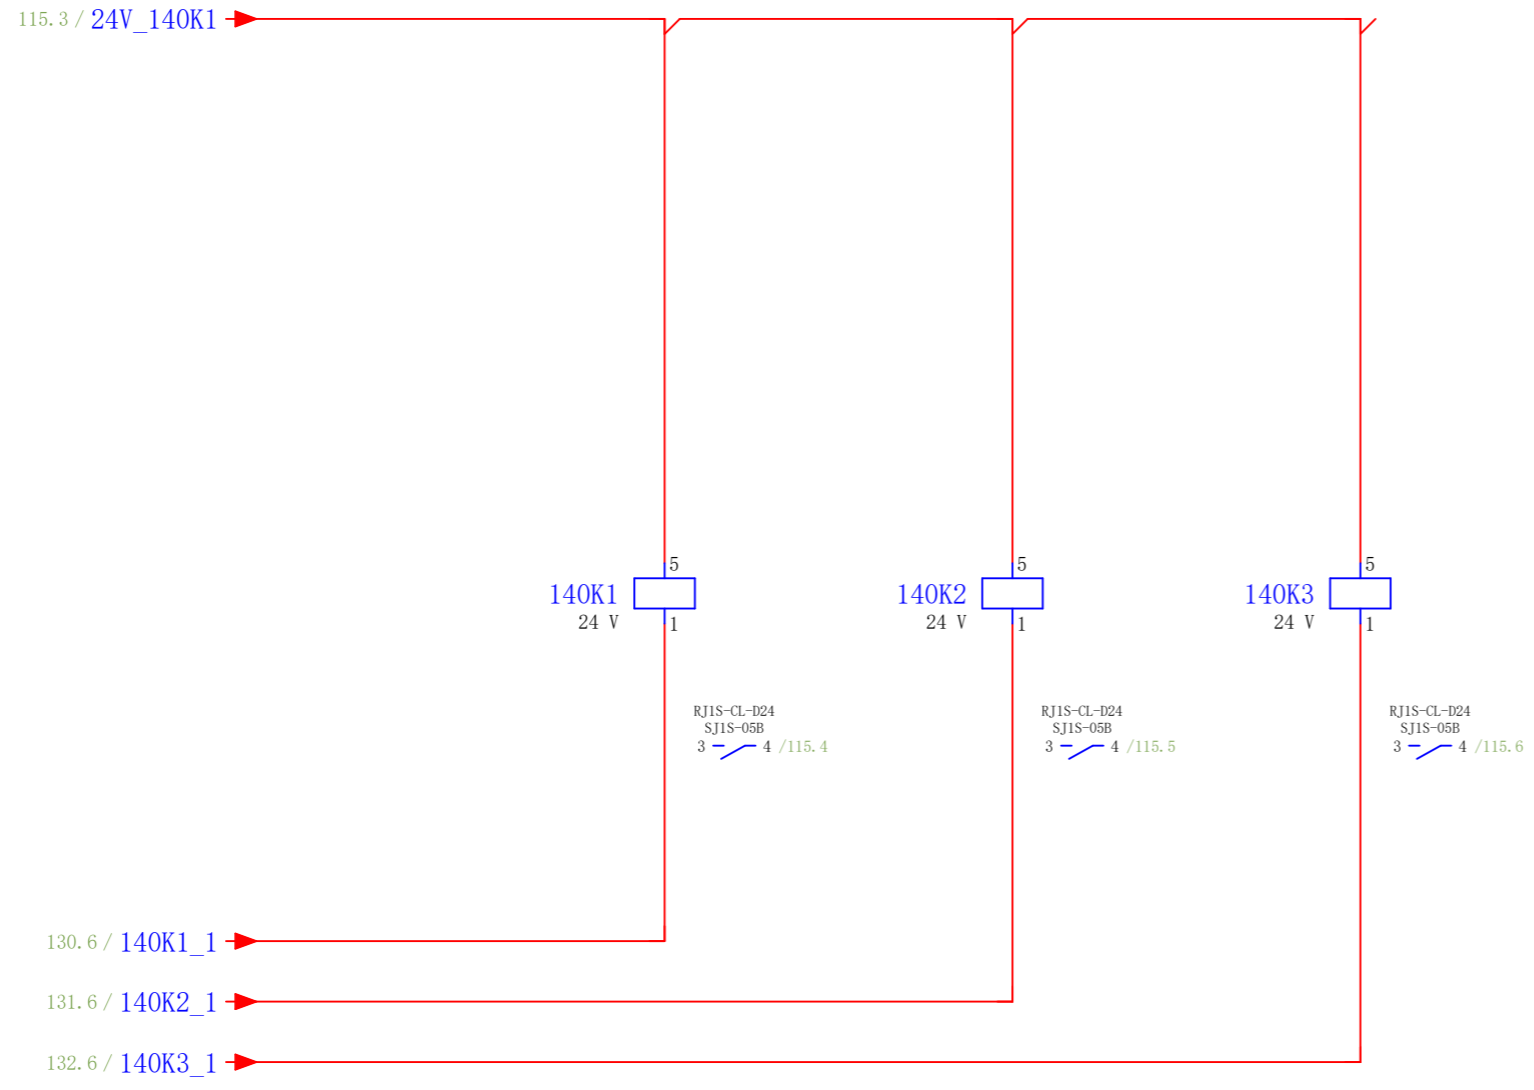 115.3 / 24V_140K1
5 5 5
140K1 140K2 140K3
24 V 1 24 V 1 24 V 1
RJ1S-CL-D24 RJ1S-CL-D24 RJ1S-CL-D24
SJ1S-05B SJ1S-05B SJ1S-05B
3 4 /115.4 3 4 /115.5 3 4 /115.6
130.6 / 140K1_1
131.6 / 140K2_1
132.6 / 140K3_1